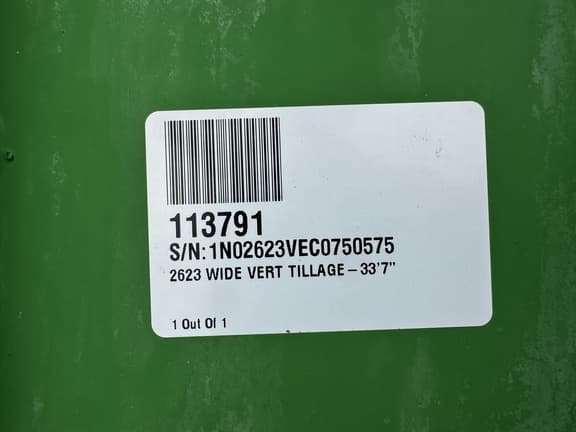 113791
S/N: 1N02623VEC0750575
2623 WIDE VERT TILLAGE – 33'7"
1 Out Of 1